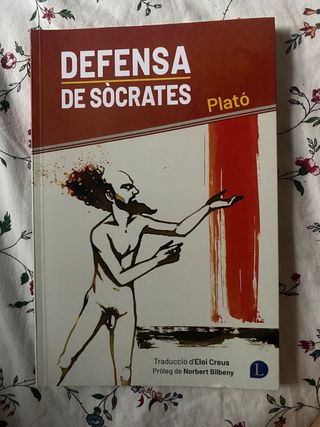 DEFENSA
DE SÒCRATES
Plató
Traducció d'Eloi Creus
Pròleg de Norbert Bilbeny
L